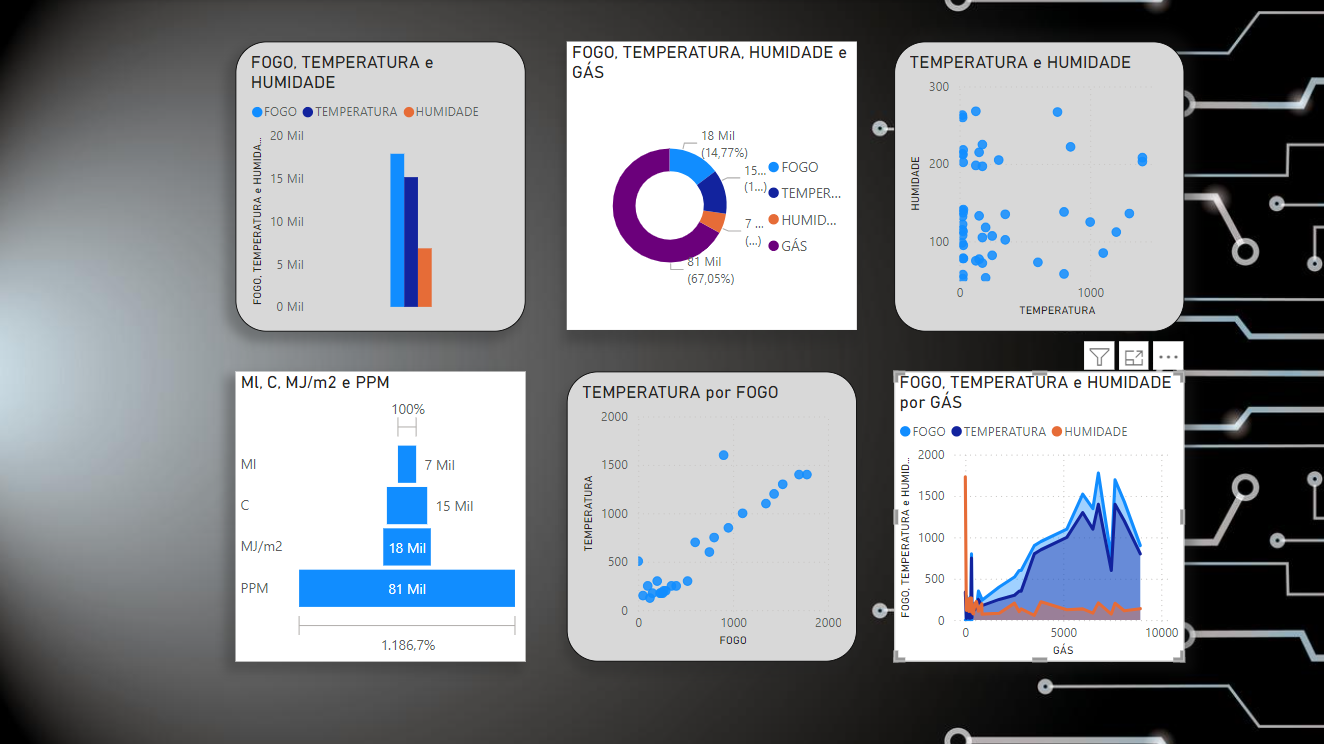 FOGO, TEMPERATURA e
HUMIDADE
FOGO TEMPERATURA HUMIDADE
20 Mil
15 Mil
10 Mil
5 Mil
0 Mil
FOGO, TEMPERATURA e HUMIDA...
FOGO, TEMPERATURA, HUMIDADE e
GÁS
18 Mil
(14,77%)
15...
(1...)
7 ...
(...)
81 Mil
(67,05%)
FOGO
TEMPER...
HUMID...
GÁS
TEMPERATURA e HUMIDADE
300
200
100
HUMIDADE
0 1000
TEMPERATURA
MI, C, MJ/m2 e PPM
100%
MI 7 Mil
C 15 Mil
MJ/m2 18 Mil
PPM 81 Mil
1.186,7%
TEMPERATURA por FOGO
2000
1500
1000
500
0
TEMPERATURA
0 1000 2000
FOGO
FOGO, TEMPERATURA e HUMIDADE
por GÁS
FOGO TEMPERATURA HUMIDADE
2000
1500
1000
500
0
FOGO, TEMPERATURA e HUMID...
0 5000 10000
GÁS